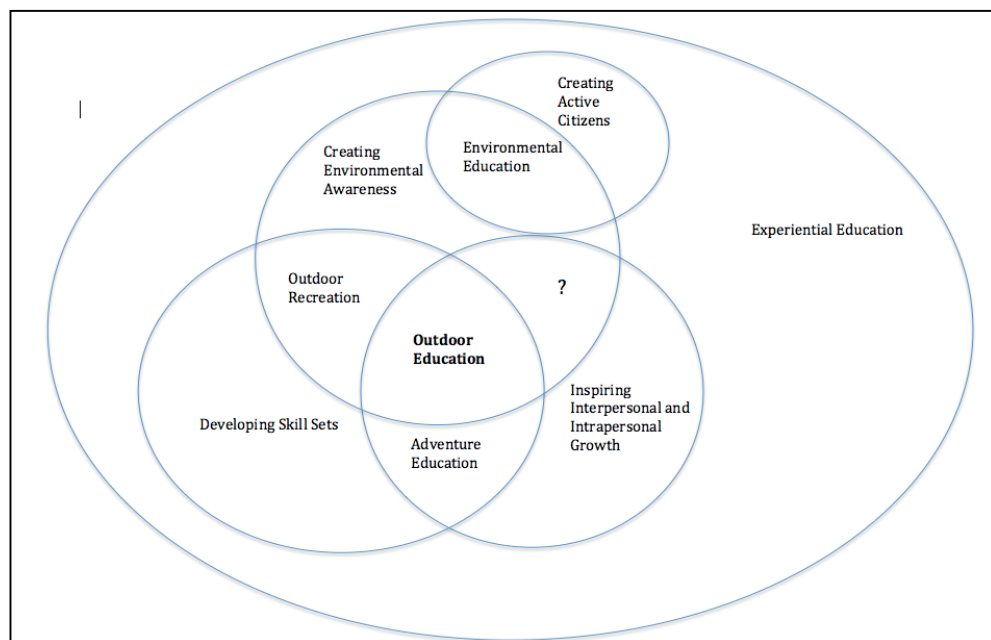 Creating
Active
Citizens
Creating
Environmental
Awareness
Environmental
Education
Experiential Education
Outdoor
Recreation
?
Outdoor
Education
Inspiring
Interpersonal and
Intrapersonal
Growth
Developing Skill Sets
Adventure
Education